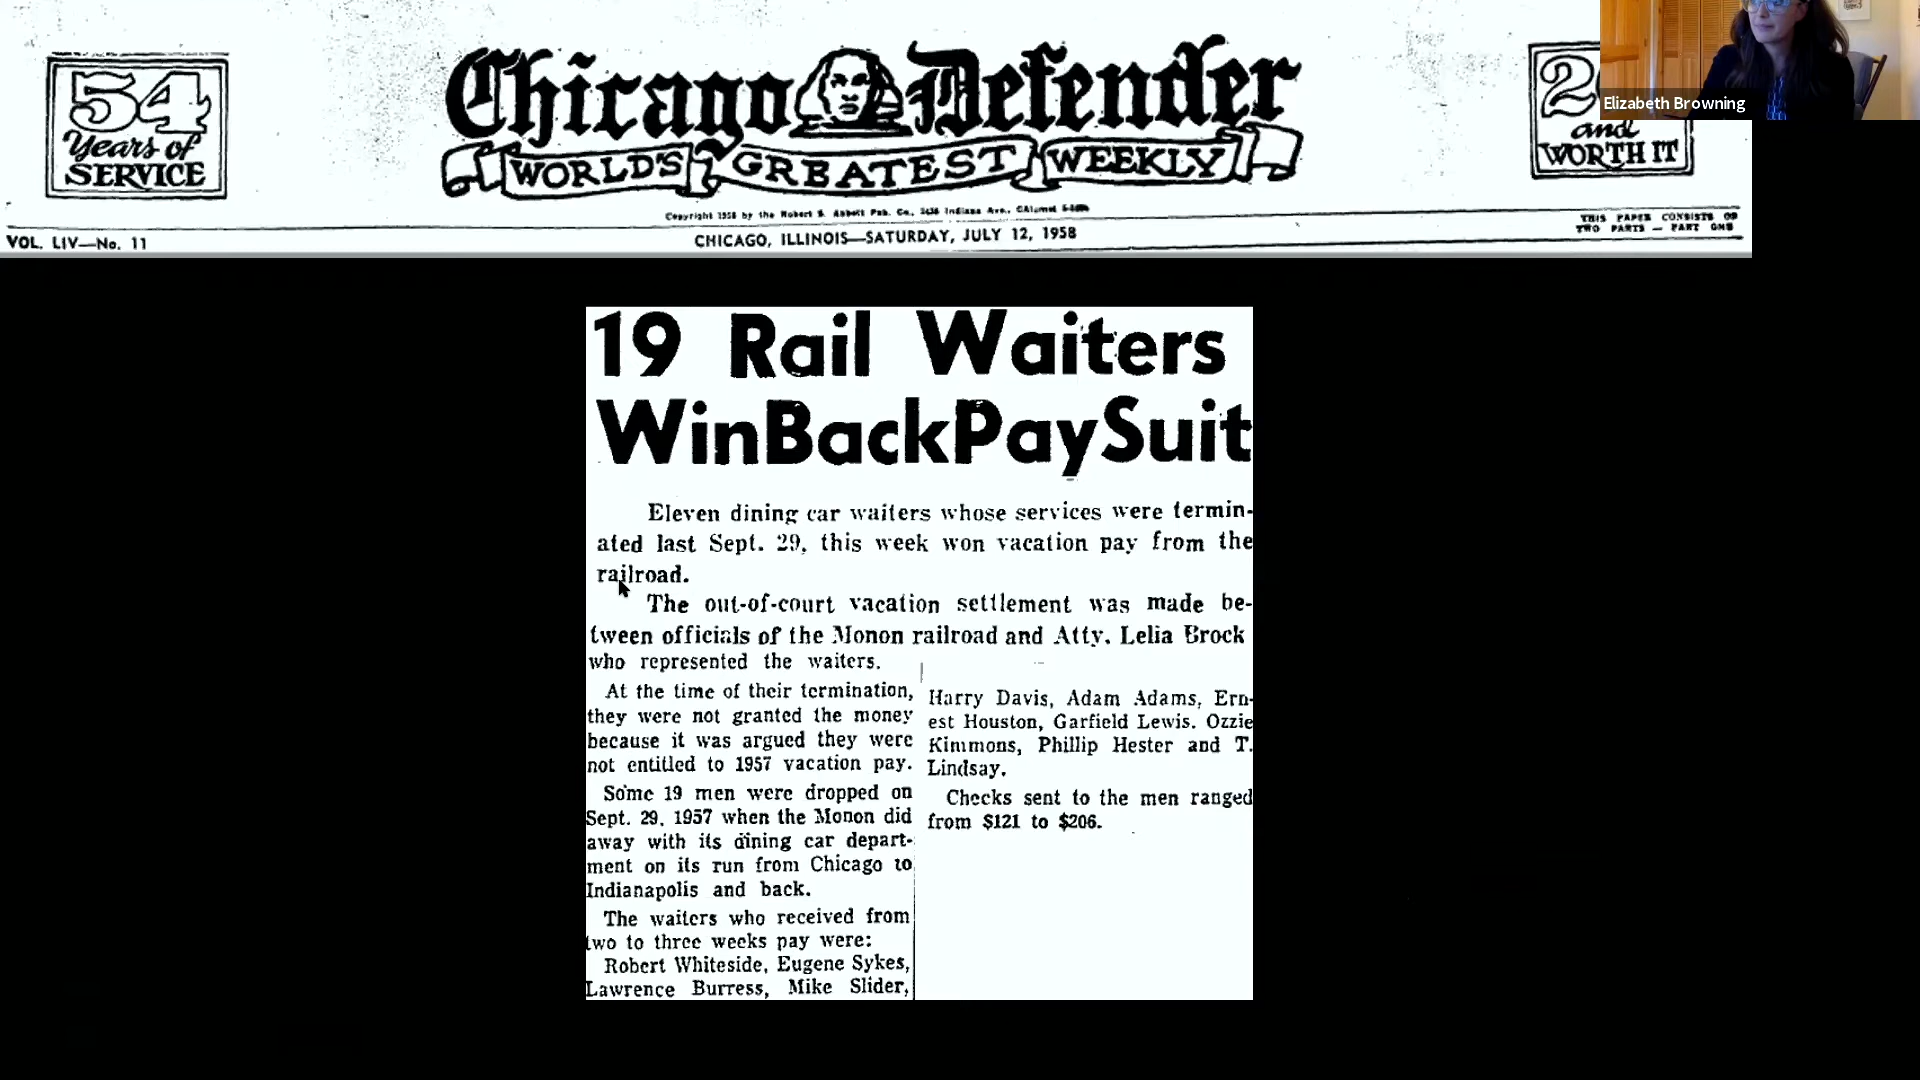 54
Years of
SERVICE
Chicago Defender
WORLD'S GREATEST WEEKLY
Elizabeth Browning
and
WORTH IT
Copyright 1958 by the Robert S. Abbott Pub. Co., Indiana Ave., CAlumet
THIS PAPER CONSISTS OF
TWO PARTS — PART ONE
VOL. LIV—No. 11
CHICAGO, ILLINOIS—SATURDAY, JULY 12, 1958
19 Rail Waiters
WinBackPaySuit
Eleven dining car waiters whose services were termin-
ated last Sept. 29, this week won vacation pay from the
railroad.
The out-of-court vacation settlement was made be-
tween officials of the Monon railroad and Atty. Lelia Brock
who represented the waiters.
At the time of their termination,
they were not granted the money
because it was argued they were
not entitled to 1957 vacation pay.
Some 19 men were dropped on
Sept. 29, 1957 when the Monon did
away with its dining car depart-
ment on its run from Chicago to
Indianapolis and back.
The waiters who received from
two to three weeks pay were:
Robert Whiteside, Eugene Sykes,
Lawrence Burress, Mike Slider,
Harry Davis, Adam Adams, Ern-
est Houston, Garfield Lewis. Ozzie
Kimmons, Phillip Hester and T.
Lindsay.
Checks sent to the men ranged
from $121 to $206.